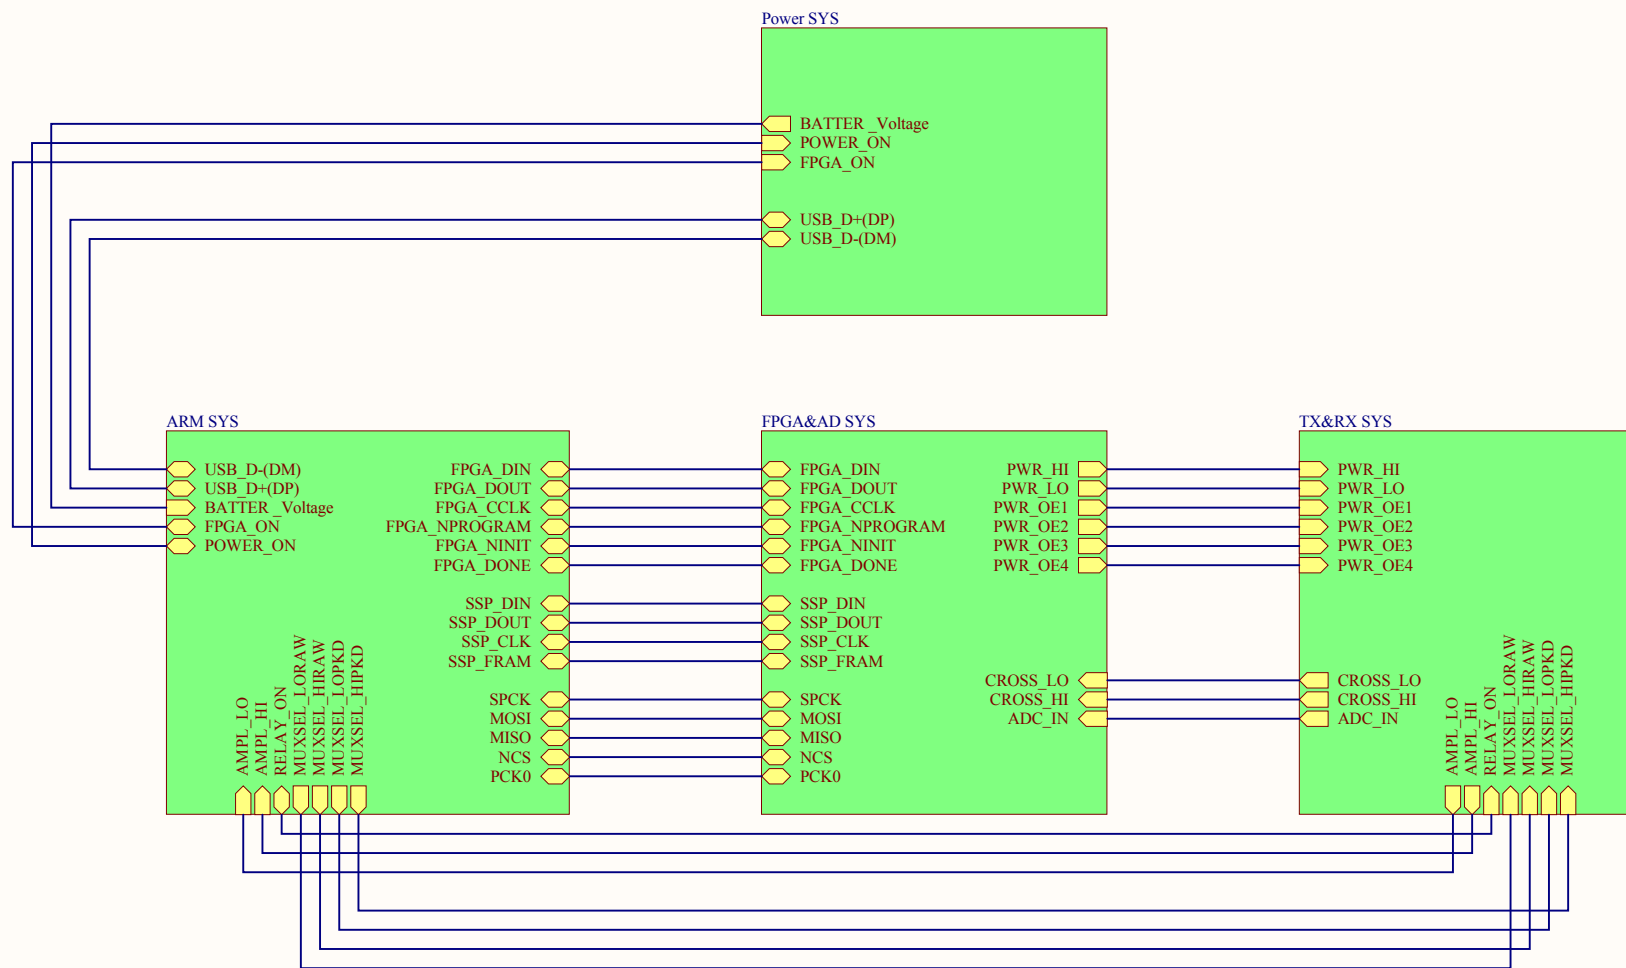 Power SYS
BATTER _Voltage
POWER_ON
FPGA_ON
USB_D+(DP)
USB_D-(DM)
ARM SYS
USB_D-(DM)
USB_D+(DP)
BATTER _Voltage
FPGA_ON
POWER_ON
FPGA_DIN
FPGA_DOUT
FPGA_CCLK
FPGA_NPROGRAM
FPGA_NINIT
FPGA_DONE
SSP_DIN
SSP_DOUT
SSP_CLK
SSP_FRAM
SPCK
MOSI
MISO
NCS
PCK0
AMPL_LO
AMPL_HI
RELAY_ON
MUXSEL_LORAW
MUXSEL_HIRAW
MUXSEL_LOPKD
MUXSEL_HIPKD
FPGA&AD SYS
FPGA_DIN
FPGA_DOUT
FPGA_CCLK
FPGA_NPROGRAM
FPGA_NINIT
FPGA_DONE
SSP_DIN
SSP_DOUT
SSP_CLK
SSP_FRAM
SPCK
MOSI
MISO
NCS
PCK0
PWR_HI
PWR_LO
PWR_OE1
PWR_OE2
PWR_OE3
PWR_OE4
CROSS_LO
CROSS_HI
ADC_IN
TX&RX SYS
PWR_HI
PWR_LO
PWR_OE1
PWR_OE2
PWR_OE3
PWR_OE4
CROSS_LO
CROSS_HI
ADC_IN
AMPL_LO
AMPL_HI
RELAY_ON
MUXSEL_LORAW
MUXSEL_HIRAW
MUXSEL_LOPKD
MUXSEL_HIPKD